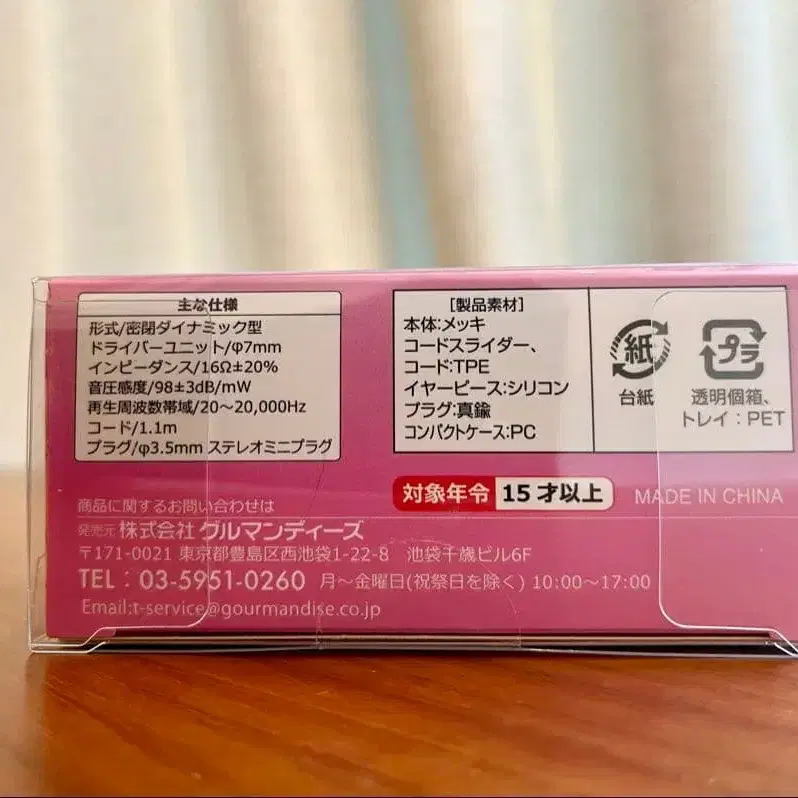 主な仕様
形式/密閉ダイナミック型
ドライバーユニット/φ7mm
インピーダンス/16Ω±20%
音圧感度/98±3dB/mW
再生周波数帯域/20～20,000Hz
コード/1.1m
プラグ/φ3.5mm ステレオミニプラグ
[製品素材]
本体:メッキ
コードスライダー、
コード:TPE
イヤーピース:シリコン
プラグ:真鍮
コンパクトケース:PC
紙
台紙
プラ
透明個箱、
トレイ：PET
対象年令 15才以上
MADE IN CHINA
商品に関するお問い合わせは
発売元 株式会社グルマンディーズ
〒171-0021 東京都豊島区西池袋1-22-8 池袋千歳ビル6F
TEL：03-5951-0260 月～金曜日(祝祭日を除く) 10:00～17:00
Email:t-service@gourmandise.co.jp